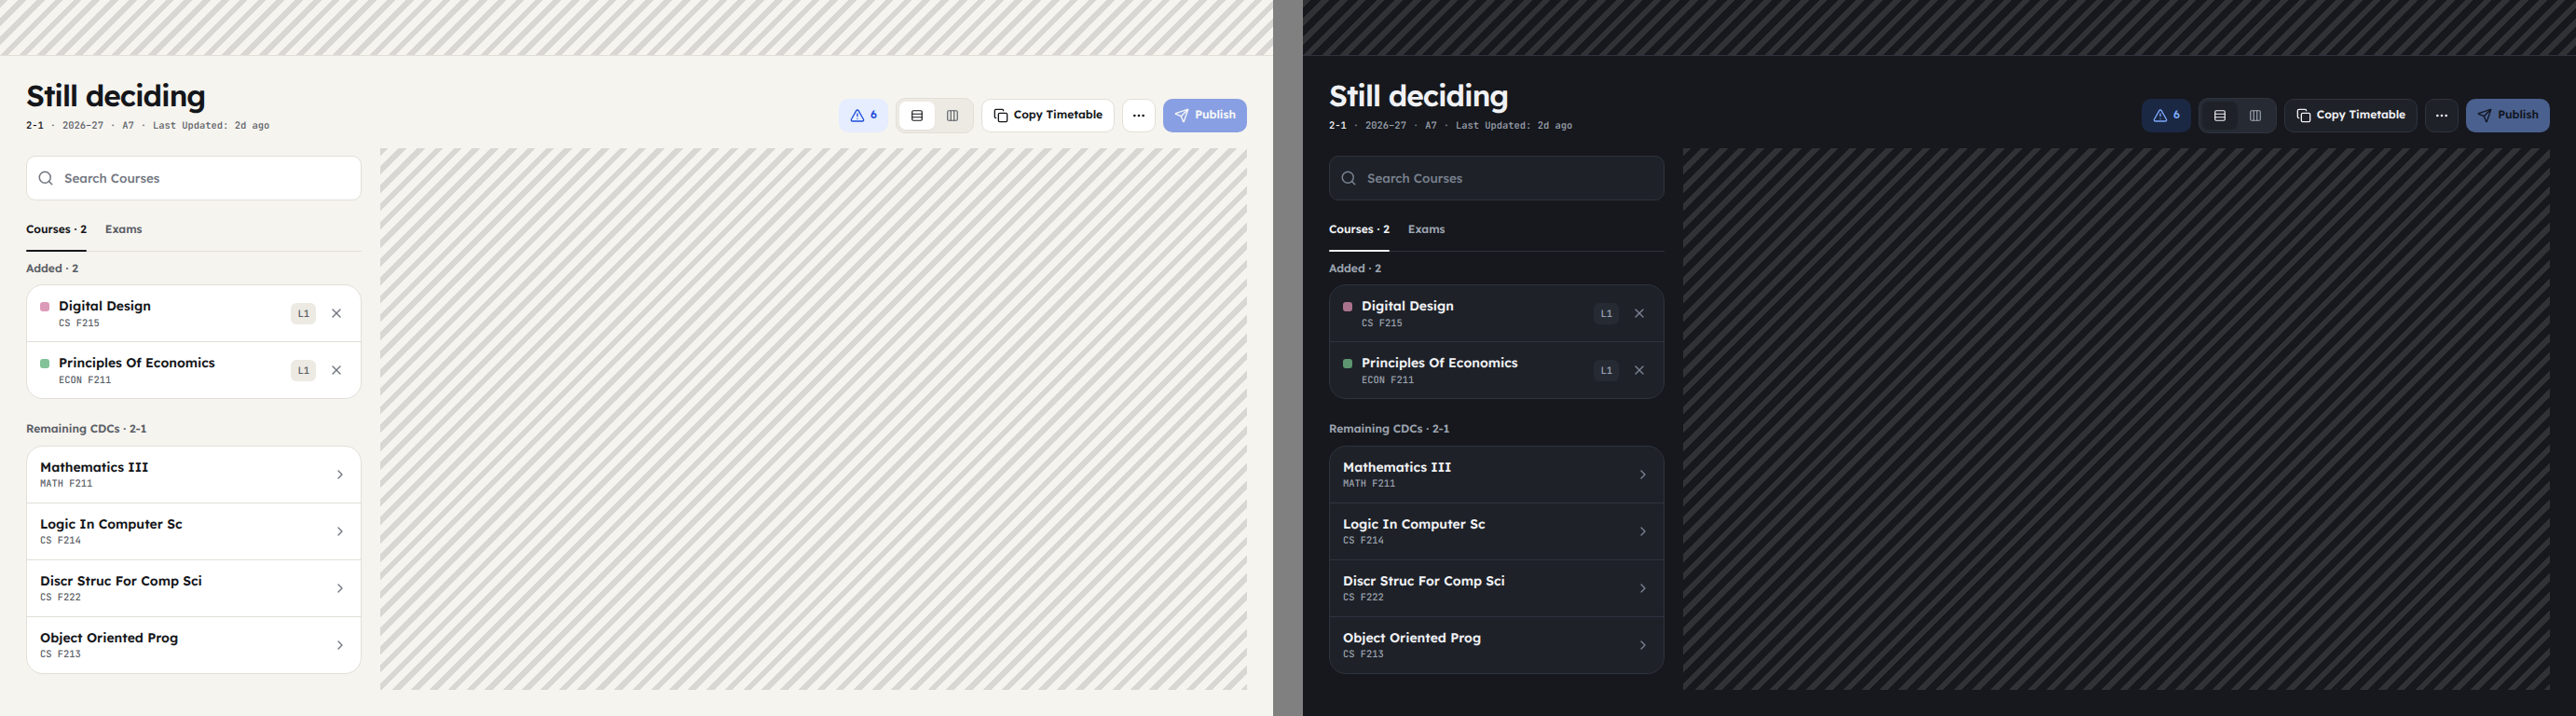 Still deciding
2-1 · 2026-27 · A7 · Last Updated: 2d ago
6
Copy Timetable
Publish
Search Courses
Courses · 2
Exams
Added · 2
Digital Design
CS F215
L1
Principles Of Economics
ECON F211
L1
Remaining CDCs · 2-1
Mathematics III
MATH F211
Logic In Computer Sc
CS F214
Discr Struc For Comp Sci
CS F222
Object Oriented Prog
CS F213
Still deciding
2-1 · 2026-27 · A7 · Last Updated: 2d ago
6
Copy Timetable
Publish
Search Courses
Courses · 2
Exams
Added · 2
Digital Design
CS F215
L1
Principles Of Economics
ECON F211
L1
Remaining CDCs · 2-1
Mathematics III
MATH F211
Logic In Computer Sc
CS F214
Discr Struc For Comp Sci
CS F222
Object Oriented Prog
CS F213